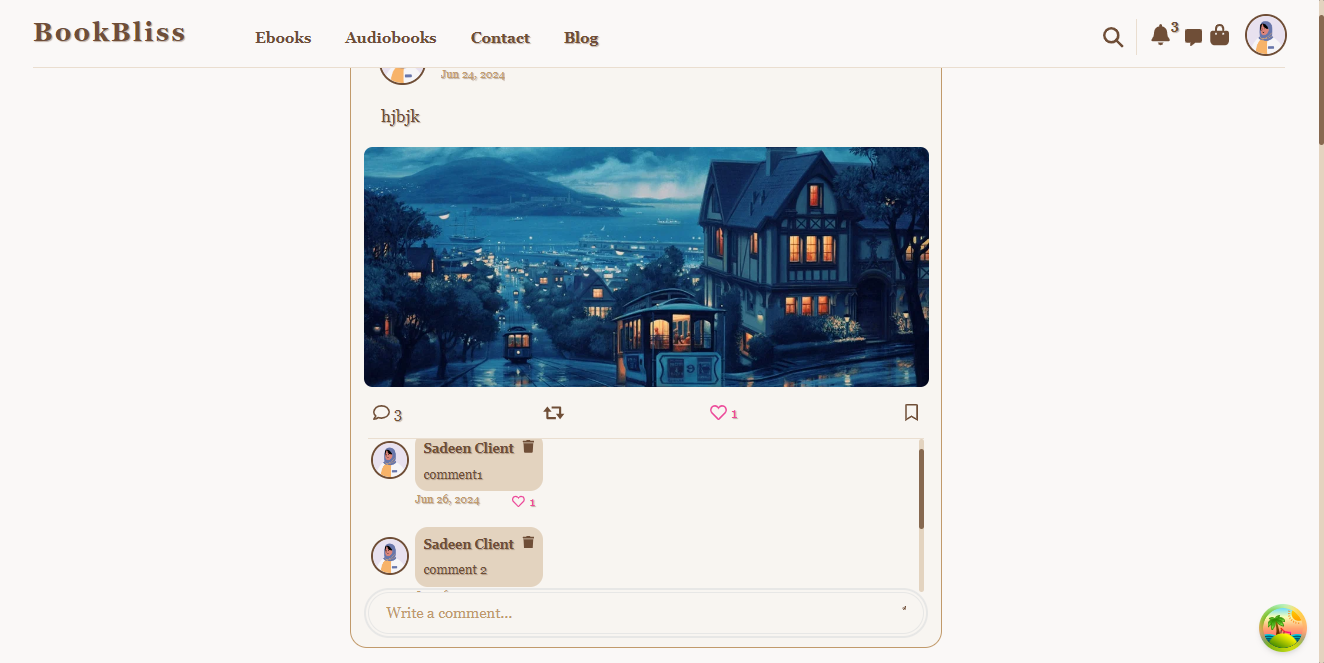 BookBliss
Ebooks Audiobooks Contact Blog
3
Jun 24, 2024
hjbjk
3
1
Sadeen Client
comment1
Jun 26, 2024 1
Sadeen Client
comment 2
Write a comment...